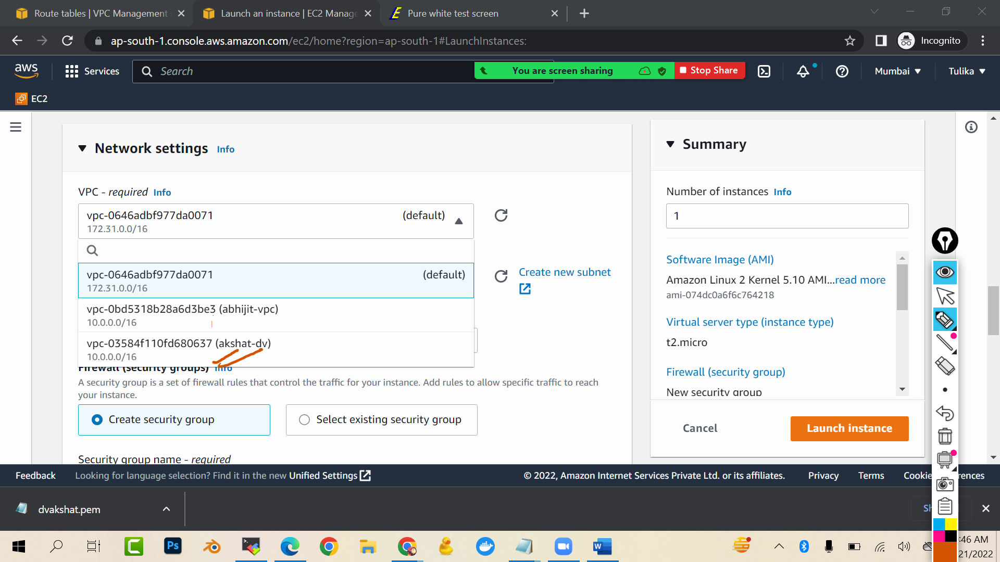 Route tables | VPC Management
Launch an instance | EC2 Manage
Pure white test screen
ap-south-1.console.aws.amazon.com/ec2/home?region=ap-south-1#LaunchInstances:
Incognito
aws
Services
Search
You are screen sharing
Stop Share
Mumbai
Tulika
EC2
Network settings Info
VPC - required Info
vpc-0646adbf977da0071 (default)
172.31.0.0/16
vpc-0646adbf977da0071 (default)
172.31.0.0/16
vpc-0bd5318b28a6d3be3 (abhijit-vpc)
10.0.0.0/16
vpc-03584f110fd680637 (akshat-dv)
10.0.0.0/16
Create new subnet
Firewall (security groups) Info
A security group is a set of firewall rules that control the traffic for your instance. Add rules to allow specific traffic to reach
your instance.
Create security group
Select existing security group
Security group name - required
Summary
Number of instances Info
1
Software Image (AMI)
Amazon Linux 2 Kernel 5.10 AMI...read more
ami-074dc0a6f6c764218
Virtual server type (instance type)
t2.micro
Firewall (security group)
New security group
Cancel
Launch instance
Feedback
Looking for language selection? Find it in the new Unified Settings
© 2022, Amazon Internet Services Private Ltd. or its affiliates.
Privacy
Terms
Cookie
rences
dvakshat.pem
Ps
W
:46 AM
21/2022